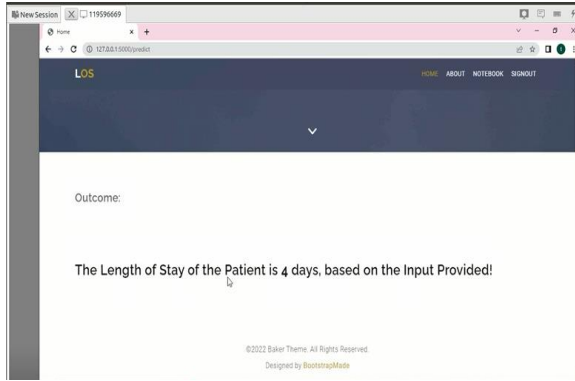 New Session X 119596669
Home x +
127.0.0.1:5000/predict
LOS HOME ABOUT NOTEBOOK SIGNOUT
Outcome:
The Length of Stay of the Patient is 4 days, based on the Input Provided!
©2022 Baker Theme. All Rights Reserved.
Designed by BootstrapMade